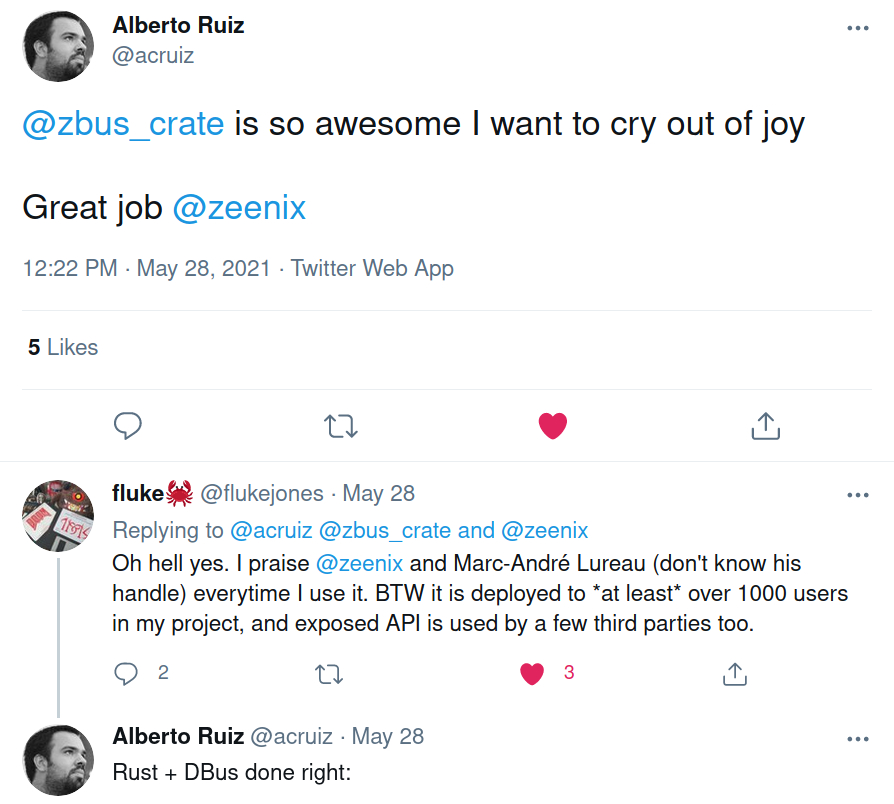 Alberto Ruiz
@acruiz
@zbus_crate is so awesome I want to cry out of joy
Great job @zeenix
12:22 PM · May 28, 2021 · Twitter Web App
5 Likes
fluke🦀 @flukejones · May 28
Replying to @acruiz @zbus_crate and @zeenix
Oh hell yes. I praise @zeenix and Marc-André Lureau (don't know his
handle) everytime I use it. BTW it is deployed to *at least* over 1000 users
in my project, and exposed API is used by a few third parties too.
2 3
Alberto Ruiz @acruiz · May 28
Rust + DBus done right: